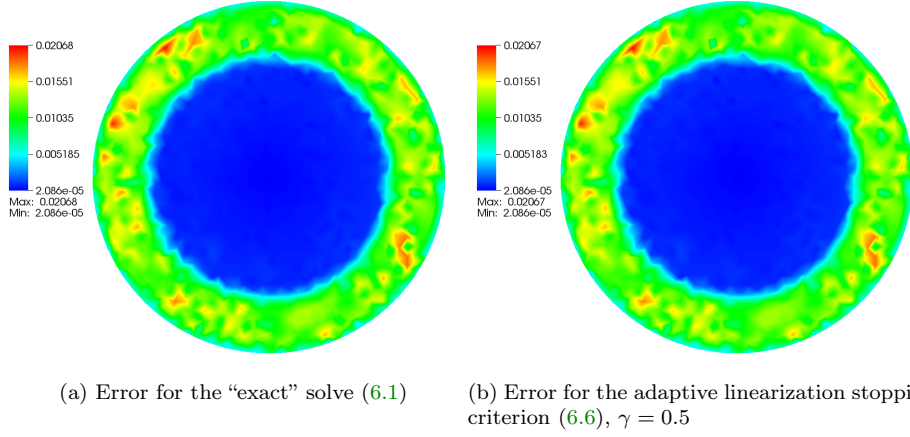 0.02068
0.01551
0.01035
0.005185
2.086e-05
Max: 0.02068
Min: 2.086e-05
0.02067
0.01551
0.01035
0.005183
2.086e-05
Max: 0.02067
Min: 2.086e-05
(a) Error for the “exact” solve (6.1)
(b) Error for the adaptive linearization stoppi
criterion (6.6), γ = 0.5